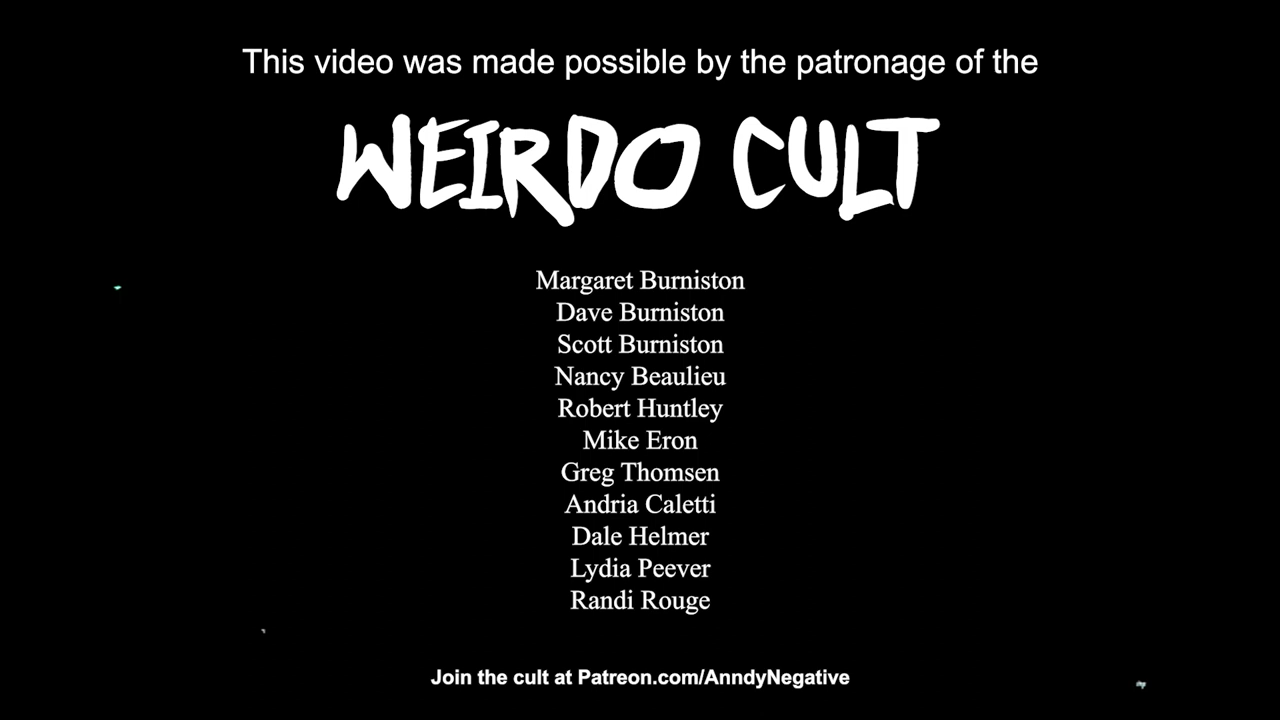 This video was made possible by the patronage of the
WEIRDO CULT
Margaret Burniston
Dave Burniston
Scott Burniston
Nancy Beaulieu
Robert Huntley
Mike Eron
Greg Thomsen
Andria Caletti
Dale Helmer
Lydia Peever
Randi Rouge
Join the cult at Patreon.com/AnndyNegative